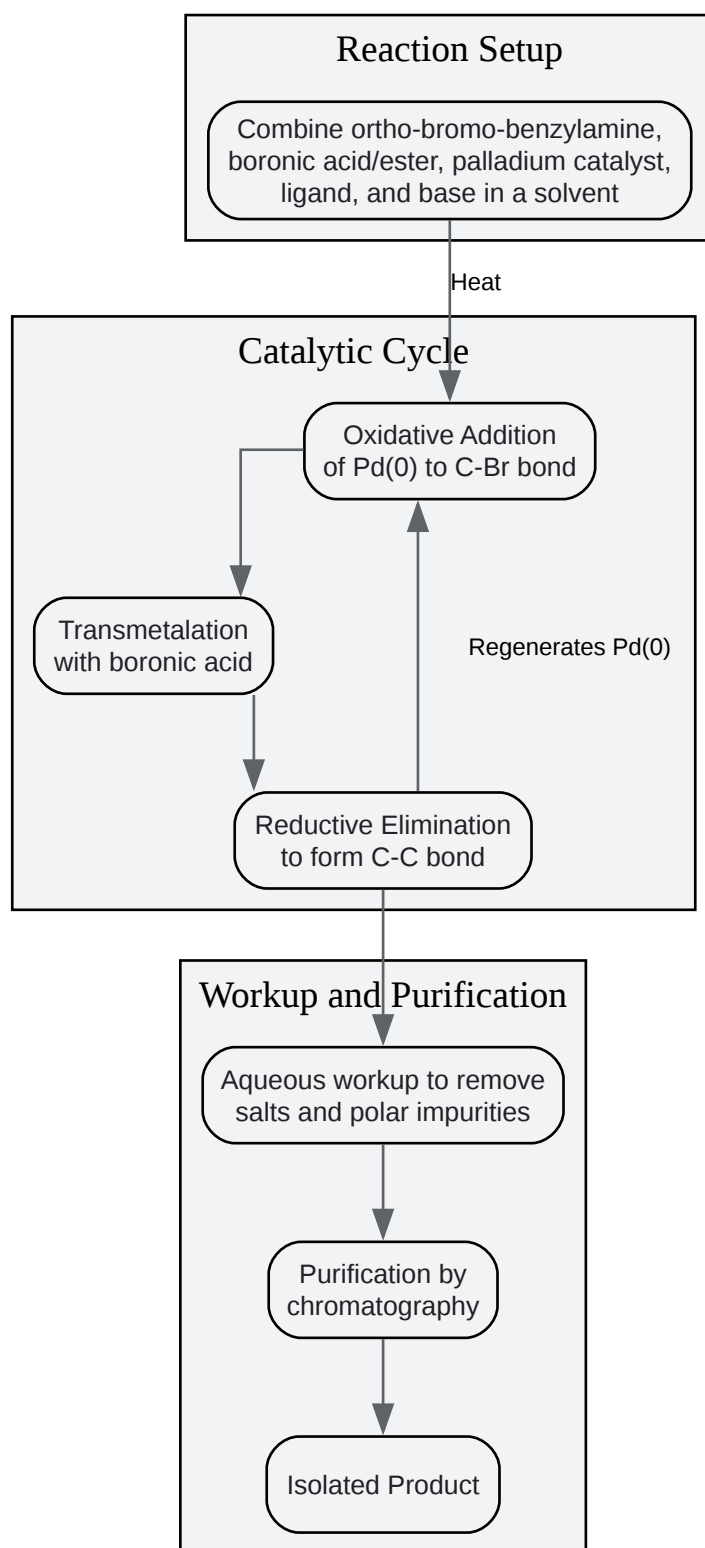 Reaction Setup
Combine ortho-bromo-benzylamine,
boronic acid/ester, palladium catalyst,
ligand, and base in a solvent
Heat
Catalytic Cycle
Oxidative Addition
of Pd(0) to C-Br bond
Transmetalation
with boronic acid
Regenerates Pd(0)
Reductive Elimination
to form C-C bond
Workup and Purification
Aqueous workup to remove
salts and polar impurities
Purification by
chromatography
Isolated Product